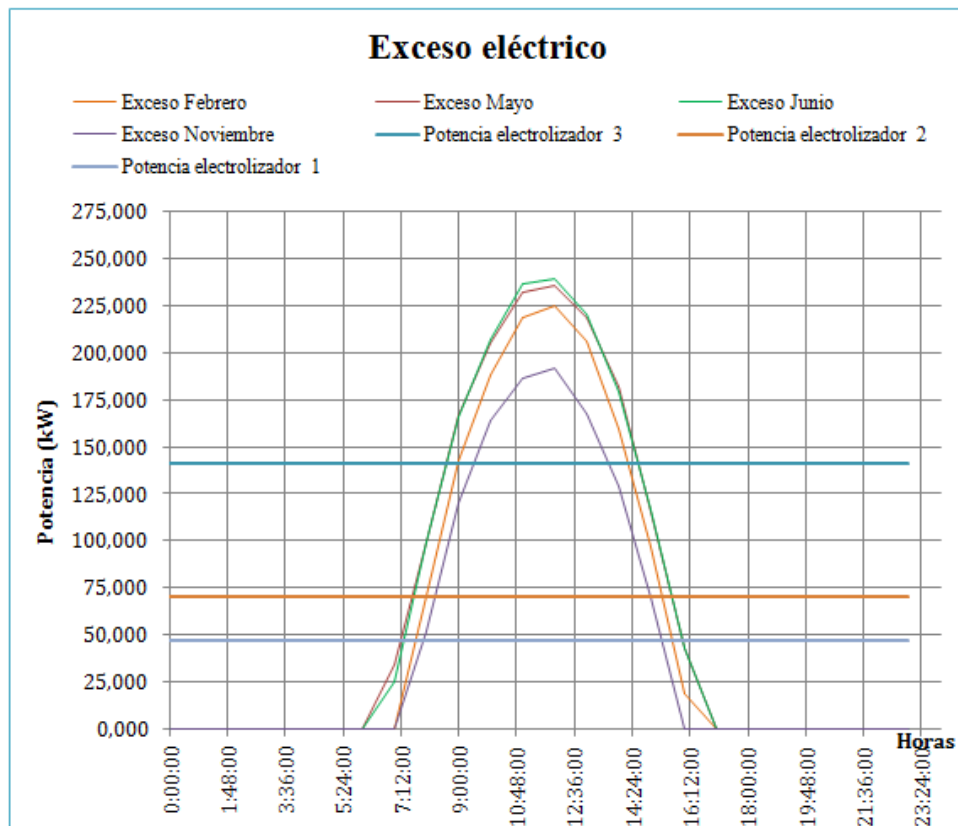 Exceso eléctrico
Exceso Febrero
Exceso Mayo
Exceso Junio
Exceso Noviembre
Potencia electrolizador 3
Potencia electrolizador 2
Potencia electrolizador 1
Potencia (kW)
275,000
250,000
225,000
200,000
175,000
150,000
125,000
100,000
75,000
50,000
25,000
0,000
Horas
0:00:00
1:48:00
3:36:00
5:24:00
7:12:00
9:00:00
10:48:00
12:36:00
14:24:00
16:12:00
18:00:00
19:48:00
21:36:00
23:24:00